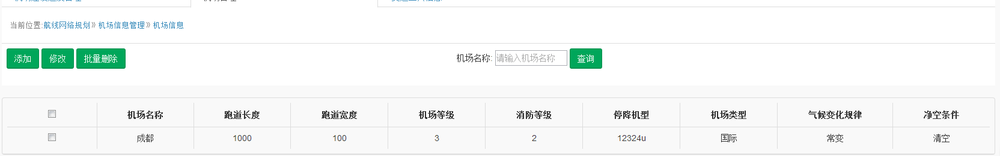 当前位置:航线网络规划》机场信息管理》机场信息
添加 修改 批量删除 机场名称: 请输入机场名称 查询
机场名称 跑道长度 跑道宽度 机场等级 消防等级 停降机型 机场类型 气候变化规律 净空条件
成都 1000 100 3 2 12324u 国际 常变 清空